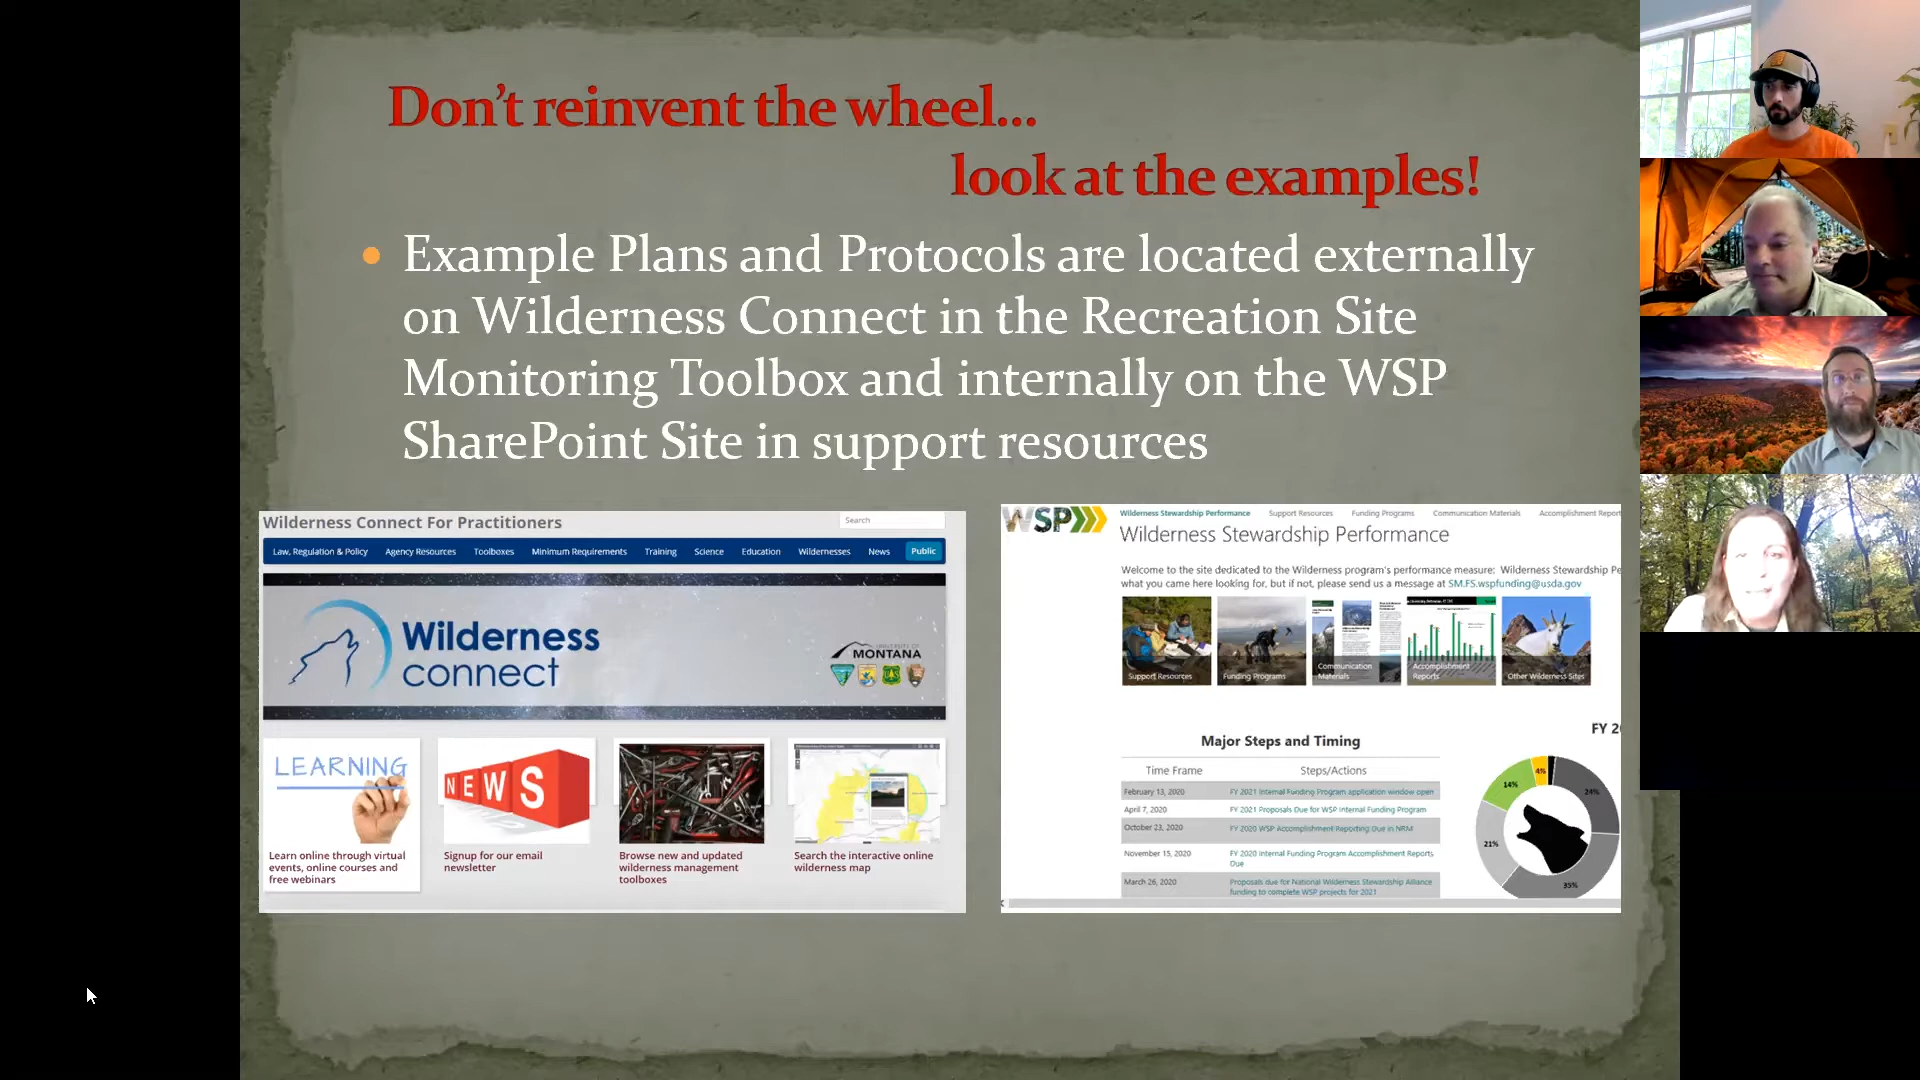 Don't reinvent the wheel...
look at the examples!
• Example Plans and Protocols are located externally
on Wilderness Connect in the Recreation Site
Monitoring Toolbox and internally on the WSP
SharePoint Site in support resources
Wilderness Connect For Practitioners
Search
Law, Regulation & Policy Agency Resources Toolboxes Minimum Requirements Training Science Education Wildernesses News Public
Wilderness
connect
UNIVERSITY OF
MONTANA
LEARNING
NEWS
Learn online through virtual
events, online courses and
free webinars
Signup for our email
newsletter
Browse new and updated
wilderness management
toolboxes
Search the interactive online
wilderness map
WSP
Wilderness Stewardship Performance Support Resources Funding Programs Communication Materials Accomplishment Report
Wilderness Stewardship Performance
Welcome to the site dedicated to the Wilderness program's performance measure: Wilderness Stewardship Pe
what you came here looking for, but if not, please send us a message at SM.FS.wspfunding@usda.gov
Support Resources
Funding Programs
Communication
Materials
Accomplishment
Reports
Other Wilderness Sites
Major Steps and Timing
Time Frame Steps/Actions
February 13, 2020 FY 2021 Internal Funding Program application window open
April 7, 2020 FY 2021 Proposals Due for WSP Internal Funding Program
October 23, 2020 FY 2020 WSP Accomplishment Reporting Due in NRM
November 15, 2020 FY 2020 Internal Funding Program Accomplishment Reports
Due
March 26, 2020 Proposals due for National Wilderness Stewardship Alliance
funding to complete WSP projects for 2021
FY 20
4%
14%
24%
21%
35%